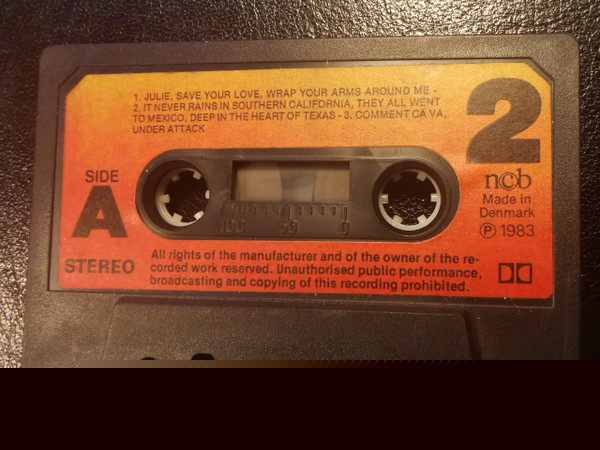 1. JULIE, SAVE YOUR LOVE, WRAP YOUR ARMS AROUND ME -
2. IT NEVER RAINS IN SOUTHERN CALIFORNIA, THEY ALL WENT
TO MEXICO, DEEP IN THE HEART OF TEXAS - 3. COMMENT CA VA,
UNDER ATTACK
2
SIDE
A
STEREO
100 50 0
ncb
Made in
Denmark
Ⓟ 1983
All rights of the manufacturer and of the owner of the re-
corded work reserved. Unauthorised public performance,
broadcasting and copying of this recording prohibited.